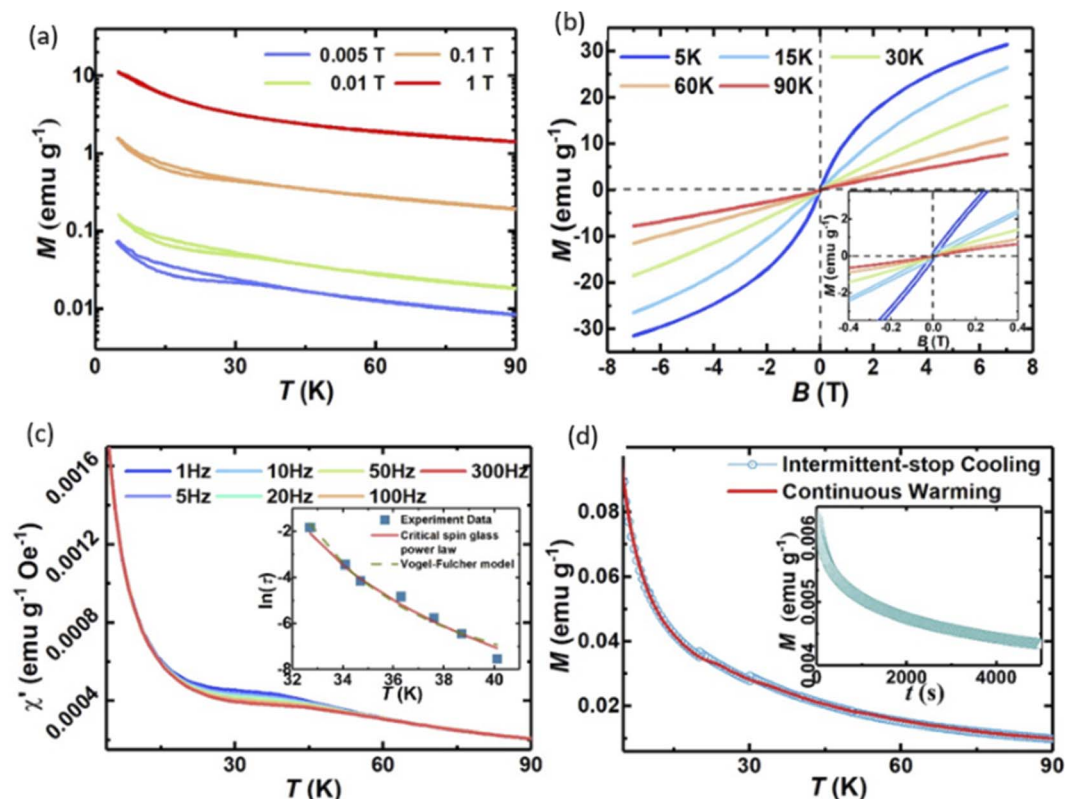 (a)
0.005 T
0.1 T
0.01 T
1 T
10
1
0.1
0.01
M (emu g⁻¹)
0
30
60
90
T (K)
(b)
5K
15K
30K
60K
90K
30
20
10
0
-10
-20
-30
M (emu g⁻¹)
2
0
-2
M (emu g⁻¹)
-0.4
0.0
0.4
B (T)
-8
-6
-4
-2
0
2
4
6
8
B (T)
(c)
1Hz
10Hz
50Hz
300Hz
5Hz
20Hz
100Hz
0.0016
0.0012
0.0008
0.0004
χ' (emu g⁻¹ Oe⁻¹)
Experiment Data
Critical spin glass
power law
Vogel-Fulcher model
-2
-4
-6
-8
ln(τ)
32
34
36
38
40
T (K)
30
60
90
T (K)
(d)
Intermittent-stop Cooling
Continuous Warming
0.08
0.06
0.04
0.02
M (emu g⁻¹)
0.006
0.005
0.004
M (emu g⁻¹)
0
2000
4000
t (s)
30
60
90
T (K)